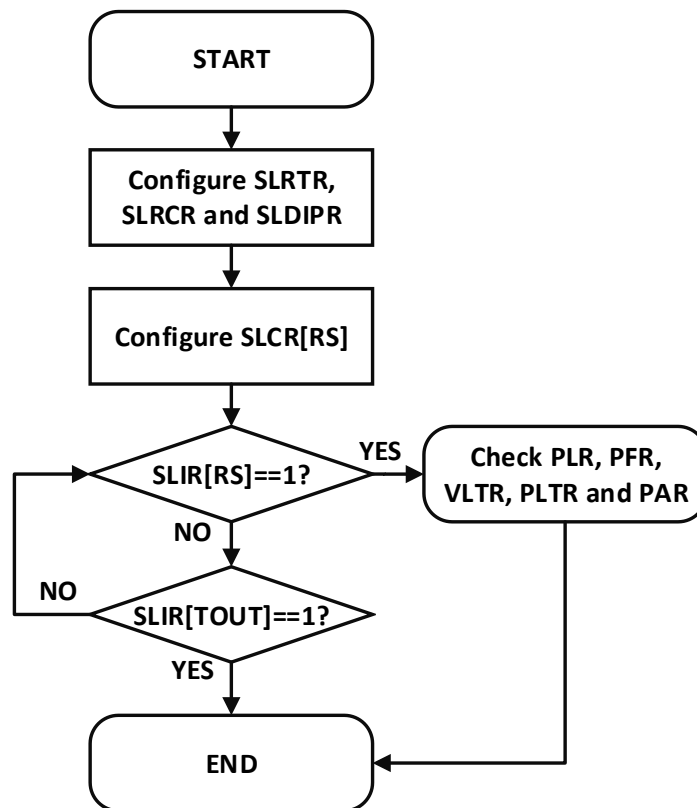 START
Configure SLRTR,
SLRCR and SLDIPR
Configure SLCR[RS]
SLIR[RS]==1?
YES
Check PLR, PFR,
VLTR, PLTR and PAR
NO
NO
SLIR[TOUT]==1?
YES
END